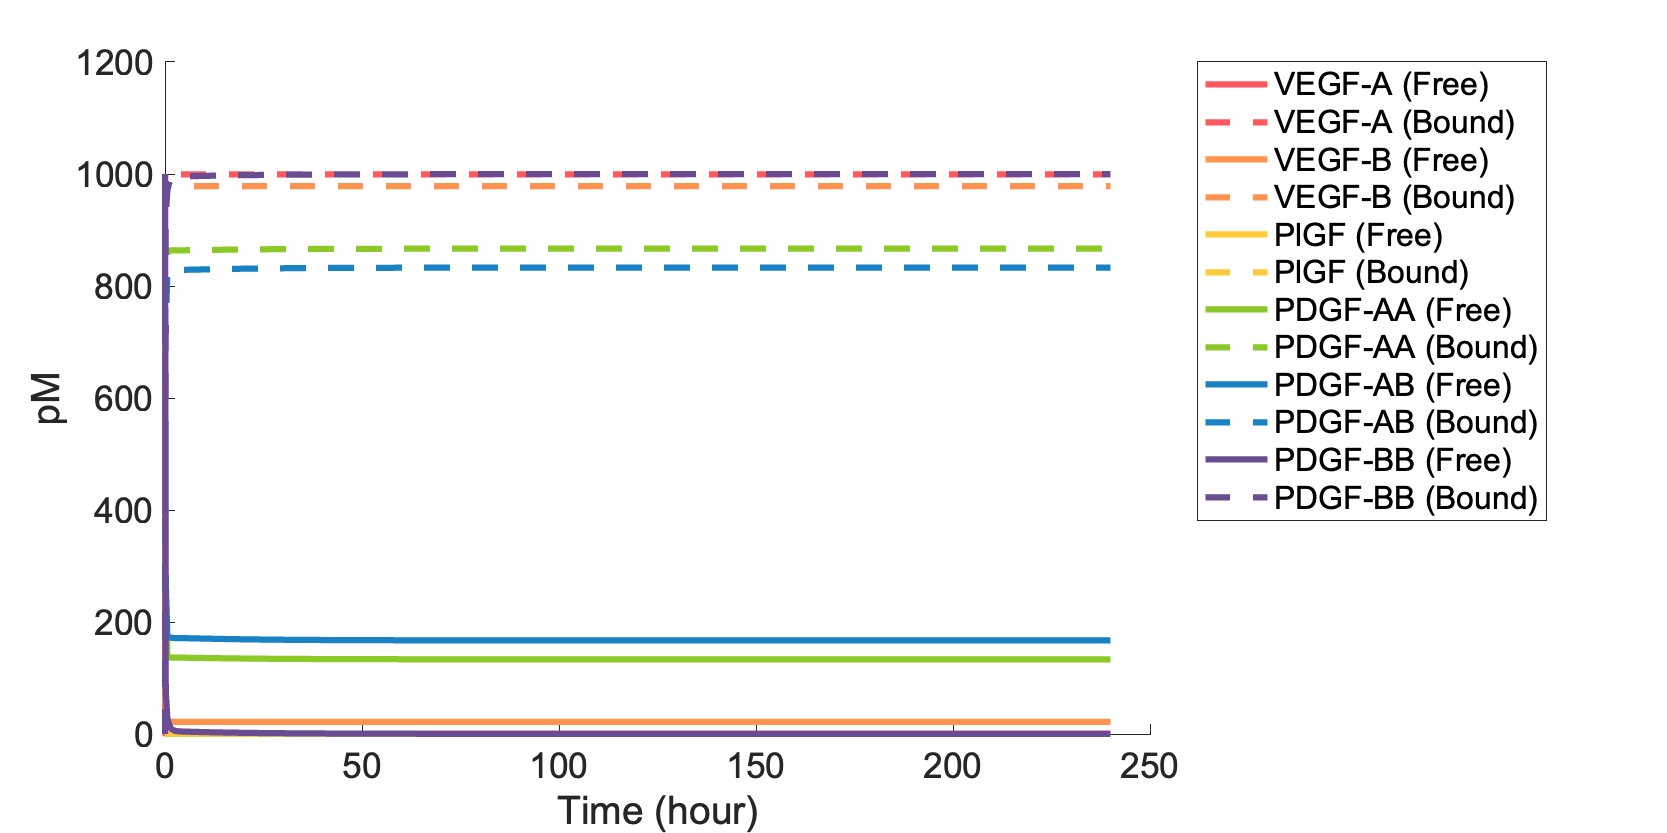 1200
1000
800
600
400
200
0
pM
0 50 100 150 200 250
Time (hour)
VEGF-A (Free)
VEGF-A (Bound)
VEGF-B (Free)
VEGF-B (Bound)
PlGF (Free)
PlGF (Bound)
PDGF-AA (Free)
PDGF-AA (Bound)
PDGF-AB (Free)
PDGF-AB (Bound)
PDGF-BB (Free)
PDGF-BB (Bound)